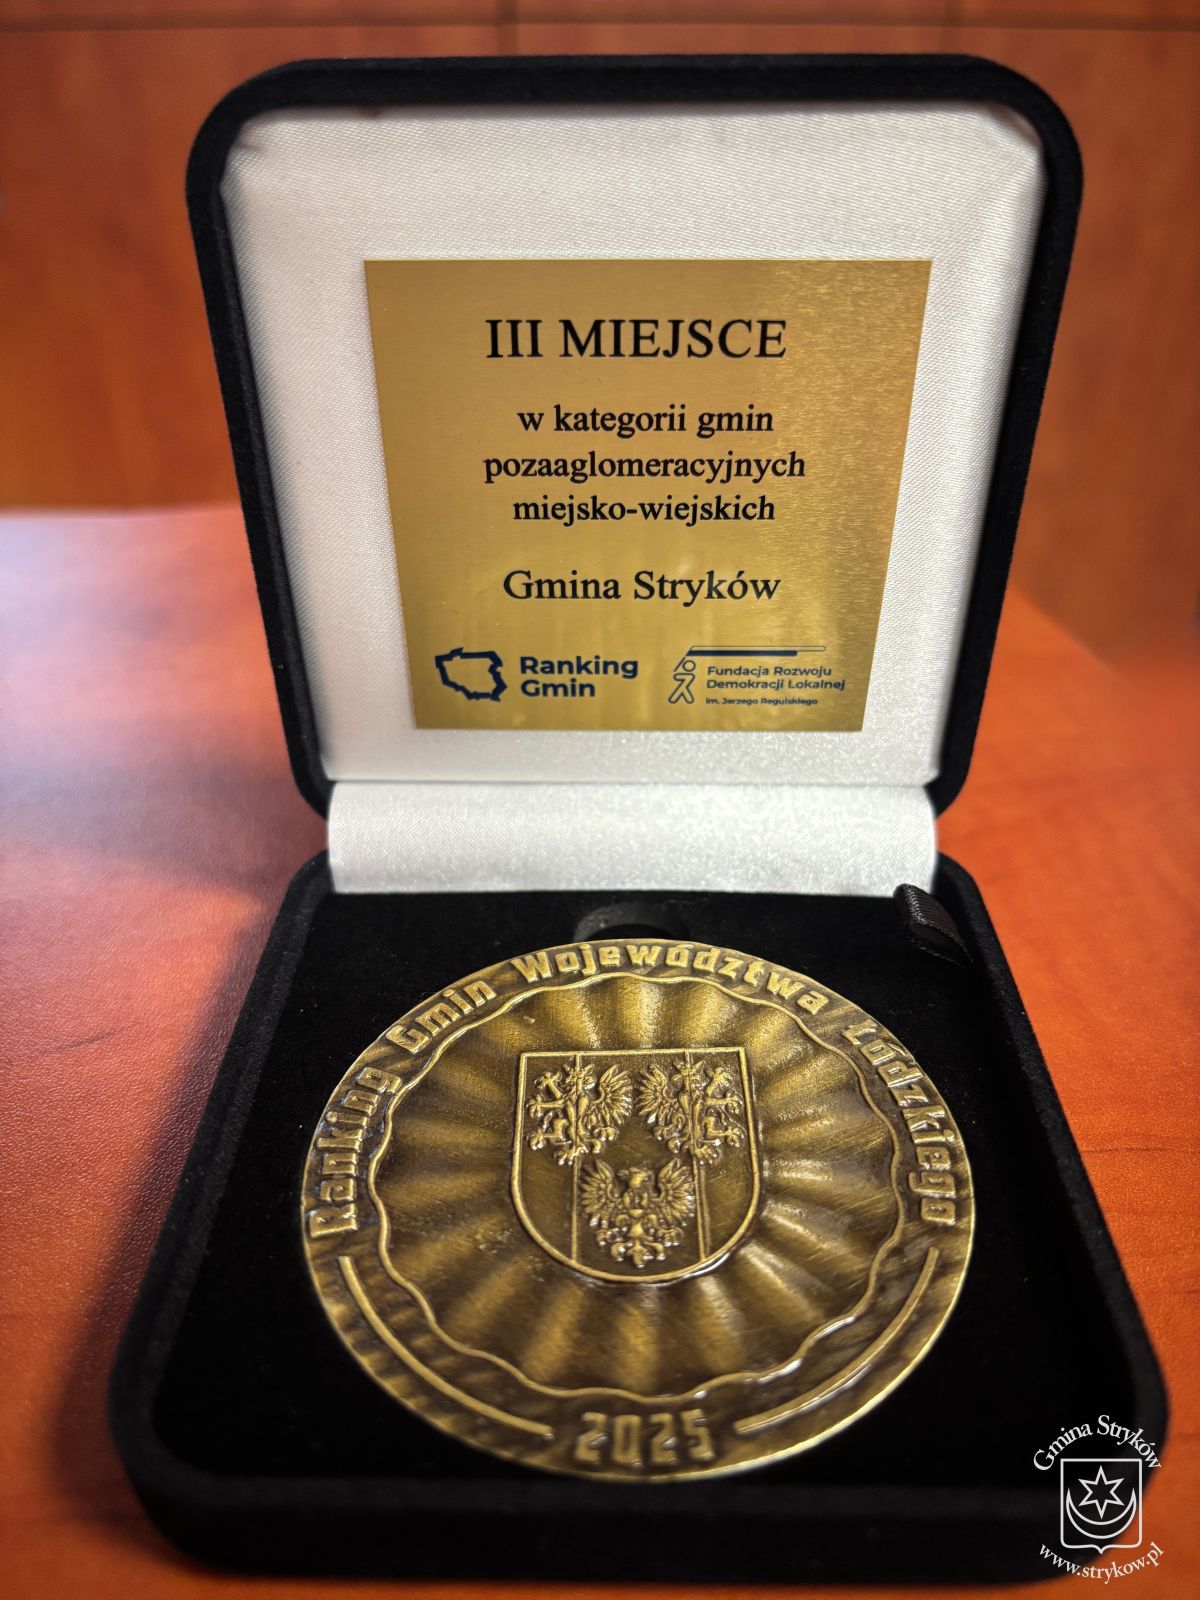 III MIEJSCE
w kategorii gmin
pozaaglomeracyjnych
miejsko-wiejskich
Gmina Stryków
Ranking
Gmin
Fundacja Rozwoju
Demokracji Lokalnej
im. Jerzego Regulskiego
Ranking Gmin Województwa Łódzkiego
2025
Gmina Stryków
www.strykow.pl